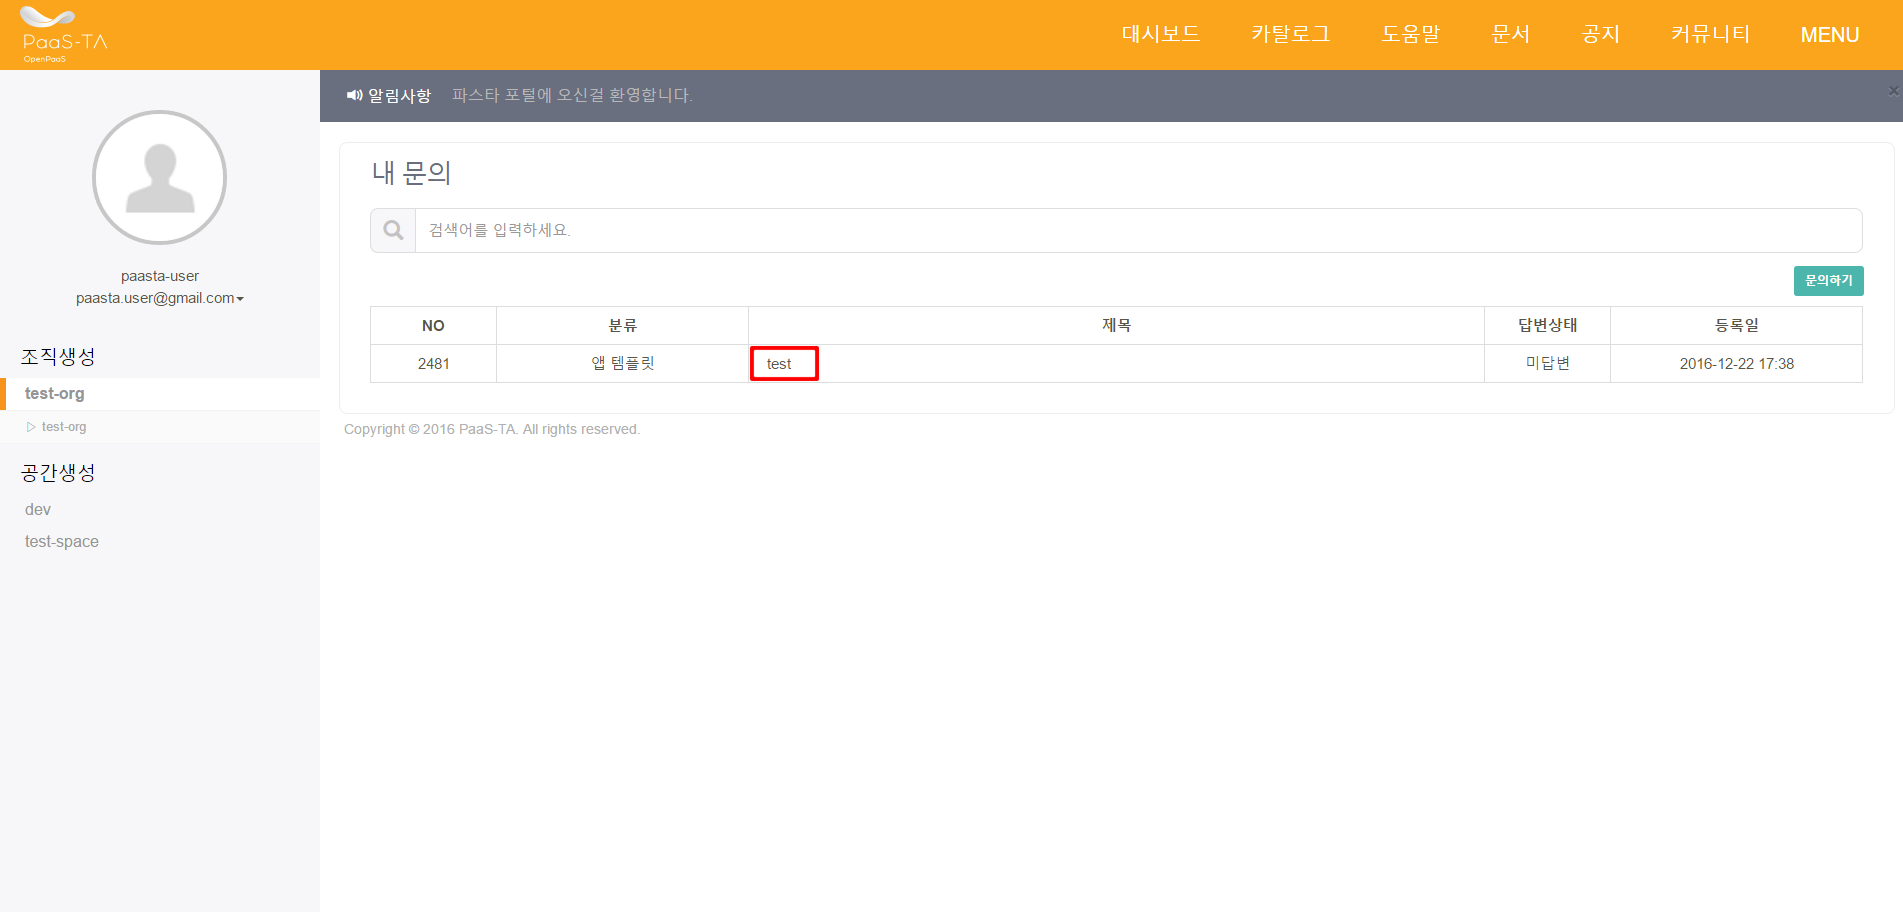 PaaS-TA
OpenPaaS
대시보드 카탈로그 도움말 문서 공지 커뮤니티 MENU
알림사항 파스타 포털에 오신걸 환영합니다.
×
paasta-user
paasta.user@gmail.com
조직생성
test-org
test-org
공간생성
dev
test-space
내 문의
검색어를 입력하세요.
문의하기
NO 분류 제목 답변상태 등록일
2481 앱 템플릿 test 미답변 2016-12-22 17:38
Copyright © 2016 PaaS-TA. All rights reserved.